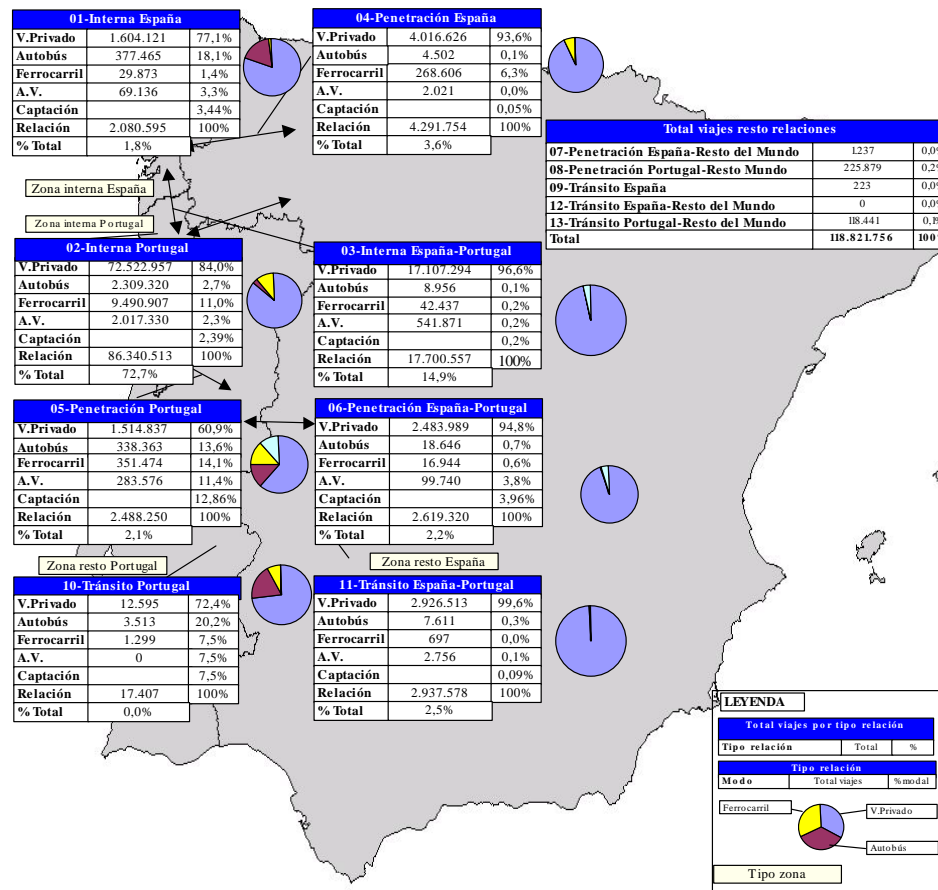 01-Interna España
V.Privado 1.604.121 77,1%
Autobús 377.465 18,1%
Ferrocarril 29.873 1,4%
A.V. 69.136 3,3%
Captación 3,44%
Relación 2.080.595 100%
% Total 1,8%
04-Penetración España
V.Privado 4.016.626 93,6%
Autobús 4.502 0,1%
Ferrocarril 268.606 6,3%
A.V. 2.021 0,0%
Captación 0,05%
Relación 4.291.754 100%
% Total 3,6%
Total viajes resto relaciones
07-Penetración España-Resto del Mundo 1237 0,0%
08-Penetración Portugal-Resto Mundo 225.879 0,2%
09-Tránsito España 223 0,0%
12-Tránsito España-Resto del Mundo 0 0,0%
13-Tránsito Portugal-Resto del Mundo 118.441 0,1%
Total 118.821.756 100%
Zona interna España
Zona interna Portugal
02-Interna Portugal
V.Privado 72.522.957 84,0%
Autobús 2.309.320 2,7%
Ferrocarril 9.490.907 11,0%
A.V. 2.017.330 2,3%
Captación 2,39%
Relación 86.340.513 100%
% Total 72,7%
03-Interna España-Portugal
V.Privado 17.107.294 96,6%
Autobús 8.956 0,1%
Ferrocarril 42.437 0,2%
A.V. 541.871 0,2%
Captación 0,2%
Relación 17.700.557 100%
% Total 14,9%
05-Penetración Portugal
V.Privado 1.514.837 60,9%
Autobús 338.363 13,6%
Ferrocarril 351.474 14,1%
A.V. 283.576 11,4%
Captación 12,86%
Relación 2.488.250 100%
% Total 2,1%
06-Penetración España-Portugal
V.Privado 2.483.989 94,8%
Autobús 18.646 0,7%
Ferrocarril 16.944 0,6%
A.V. 99.740 3,8%
Captación 3,96%
Relación 2.619.320 100%
% Total 2,2%
Zona resto Portugal
Zona resto España
10-Tránsito Portugal
V.Privado 12.595 72,4%
Autobús 3.513 20,2%
Ferrocarril 1.299 7,5%
A.V. 0 7,5%
Captación 7,5%
Relación 17.407 100%
% Total 0,0%
11-Tránsito España-Portugal
V.Privado 2.926.513 99,6%
Autobús 7.611 0,3%
Ferrocarril 697 0,0%
A.V. 2.756 0,1%
Captación 0,09%
Relación 2.937.578 100%
% Total 2,5%
LEYENDA
Total viajes por tipo relación
Tipo relación Total %
Tipo relación
Modo Total viajes %modal
Ferrocarril
V.Privado
Autobús
Tipo zona